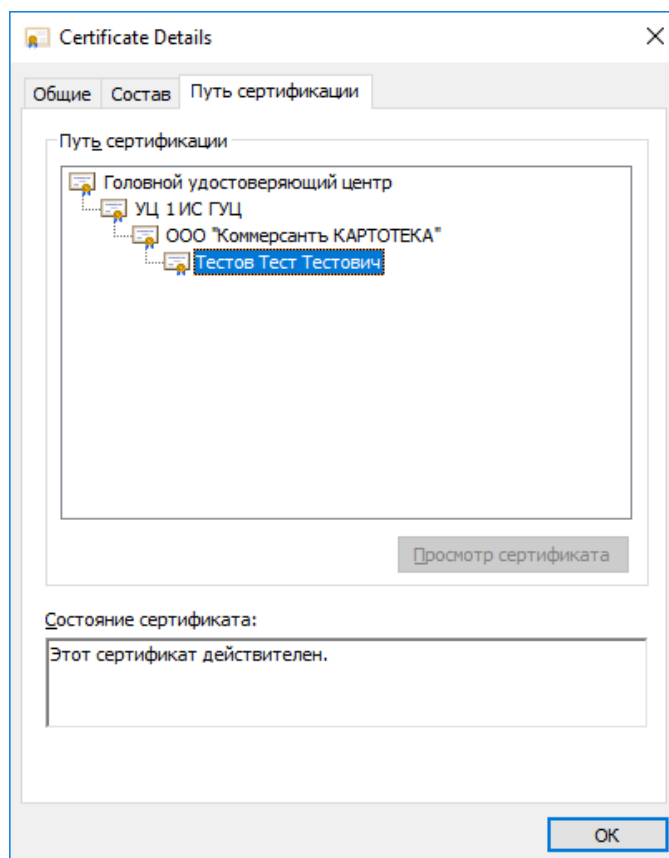 Certificate Details
Общие Состав Путь сертификации
Путь сертификации
Головной удостоверяющий центр
УЦ 1 ИС ГУЦ
ООО "Коммерсантъ КАРТОТЕКА"
Тестов Тест Тестович
Просмотр сертификата
Состояние сертификата:
Этот сертификат действителен.
ОК